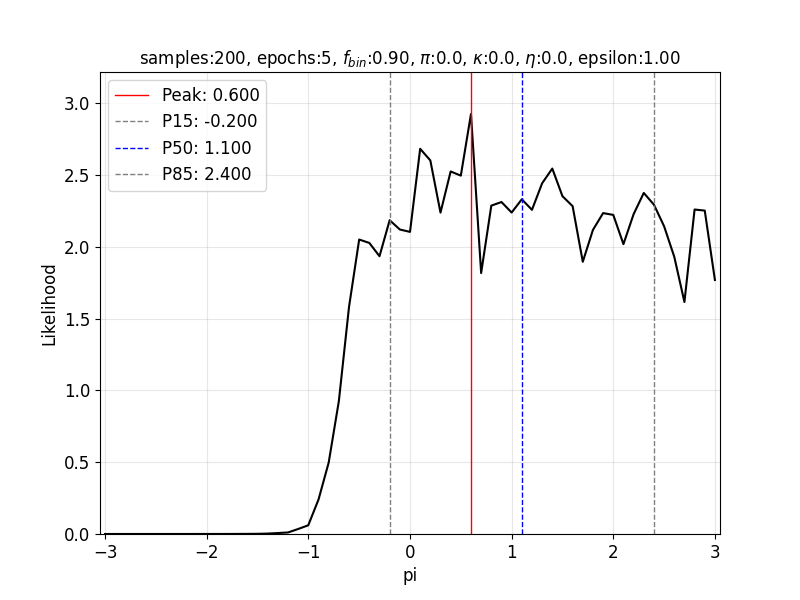 samples:200, epochs:5, f_bin:0.90, π:0.0, κ:0.0, η:0.0, epsilon:1.00
Peak: 0.600
P15: -0.200
P50: 1.100
P85: 2.400
3.0
2.5
2.0
1.5
1.0
0.5
0.0
Likelihood
−3 −2 −1 0 1 2 3
pi